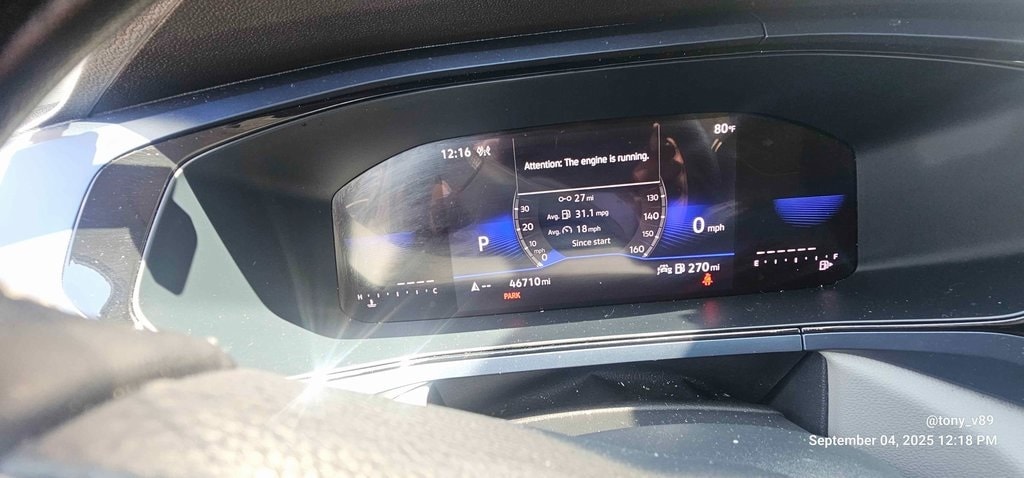 12:16
80°F
Attention: The engine is running.
27 mi
Avg. 31.1 mpg
Avg. 18 mph
Since start
30
20
10
mph
0
130
140
150
160
P
0 mph
46710 mi
PARK
270 mi
H C
E F
@tony_v89
September 04, 2025 12:18 PM